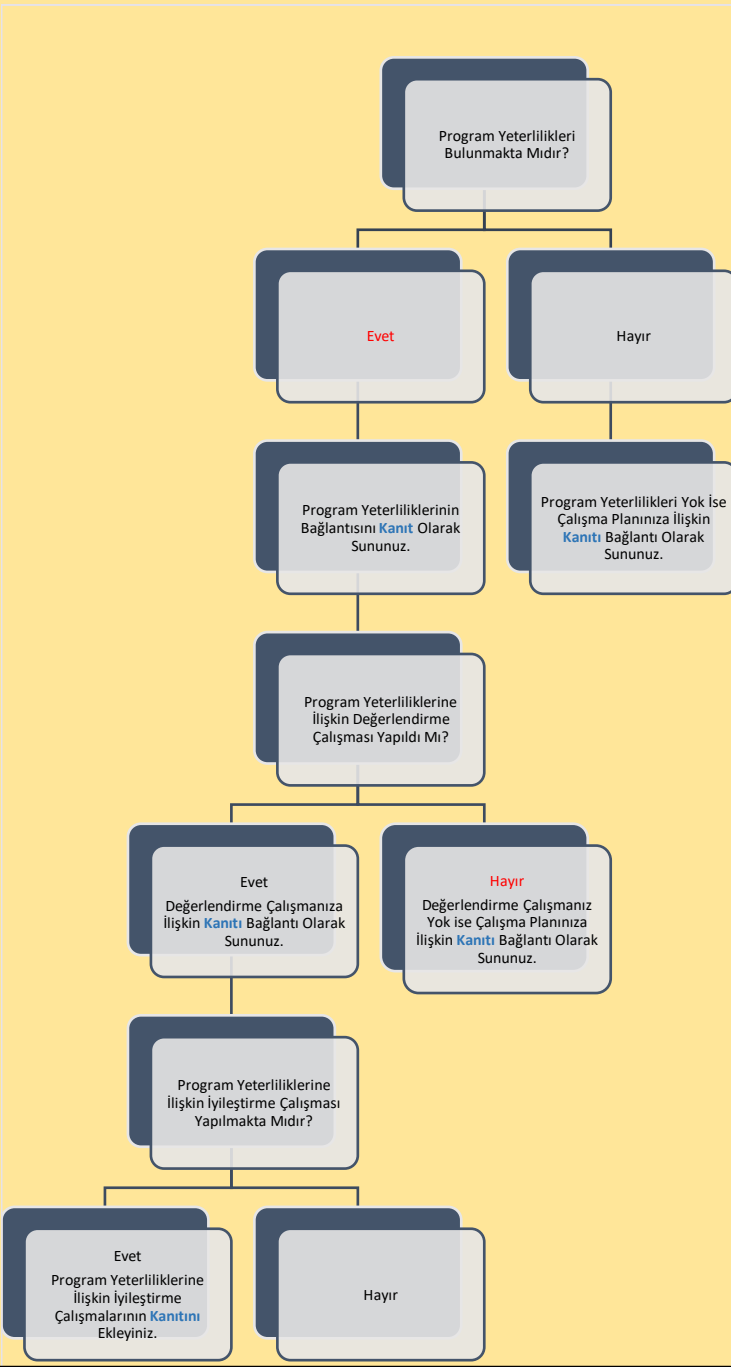 Program Yeterlilikleri
Bulunmakta Mıdır?
Evet
Hayır
Program Yeterliliklerinin
Bağlantısını Kanıt Olarak
Sununuz.
Program Yeterlilikleri Yok İse
Çalışma Planınıza İlişkin
Kanıtı Bağlantı Olarak
Sununuz.
Program Yeterliliklerine
İlişkin Değerlendirme
Çalışması Yapıldı Mı?
Evet
Değerlendirme Çalışmanıza
İlişkin Kanıtı Bağlantı Olarak
Sununuz.
Hayır
Değerlendirme Çalışmanız
Yok ise Çalışma Planınıza
İlişkin Kanıtı Bağlantı Olarak
Sununuz.
Program Yeterliliklerine
İlişkin İyileştirme Çalışması
Yapılmakta Mıdır?
Evet
Program Yeterliliklerine
İlişkin İyileştirme
Çalışmalarının Kanıtını
Ekleyiniz.
Hayır